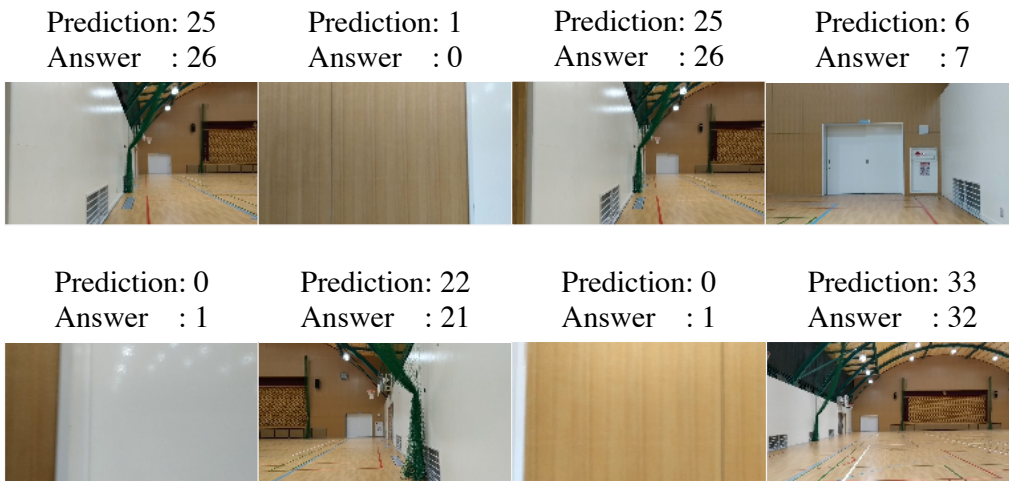 Prediction: 25
Answer : 26
Prediction: 1
Answer : 0
Prediction: 25
Answer : 26
Prediction: 6
Answer : 7
Prediction: 0
Answer : 1
Prediction: 22
Answer : 21
Prediction: 0
Answer : 1
Prediction: 33
Answer : 32